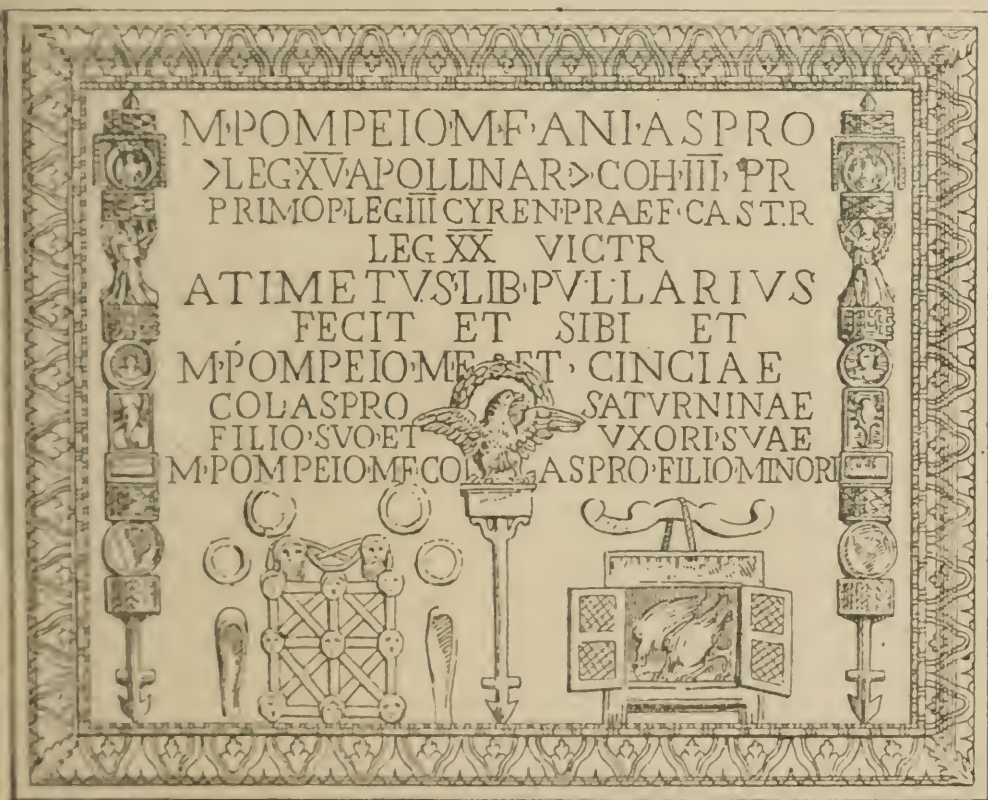 M·POMPEIO·M·F·ANI·ASPRO
>LEG·XV·APOLLINAR>·COH·III·PR
PRIMOP·LEG·III·CYREN·PRAEF·CAST·R
LEG XX VICTR
ATIMETVS·LIB·PVLLARIVS
FECIT ET SIBI ET
M·POMPEIO·M·F ET · CINCIAE
COL·ASPRO SATVRNINAE
FILIO·SVO·ET VXORI·SVAE
M·POMPEIO·M·F·COL ASPRO·FILIO·MINORI